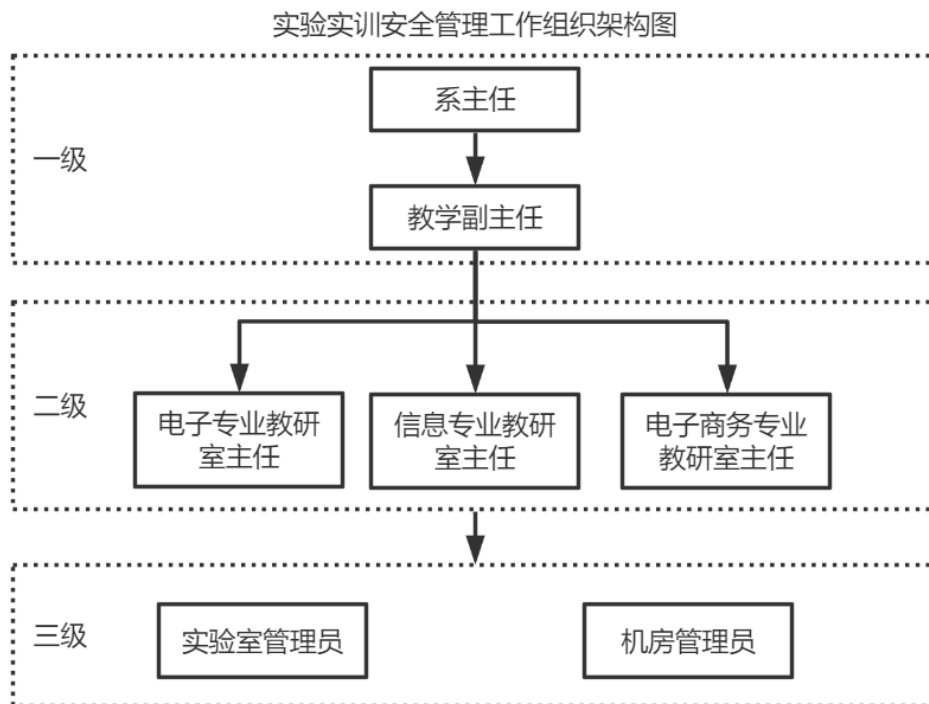 实验实训安全管理工作组织架构图
系主任
一级
教学副主任
二级
电子专业教研
室主任
信息专业教研
室主任
电子商务专业
教研室主任
三级
实验室管理员
机房管理员